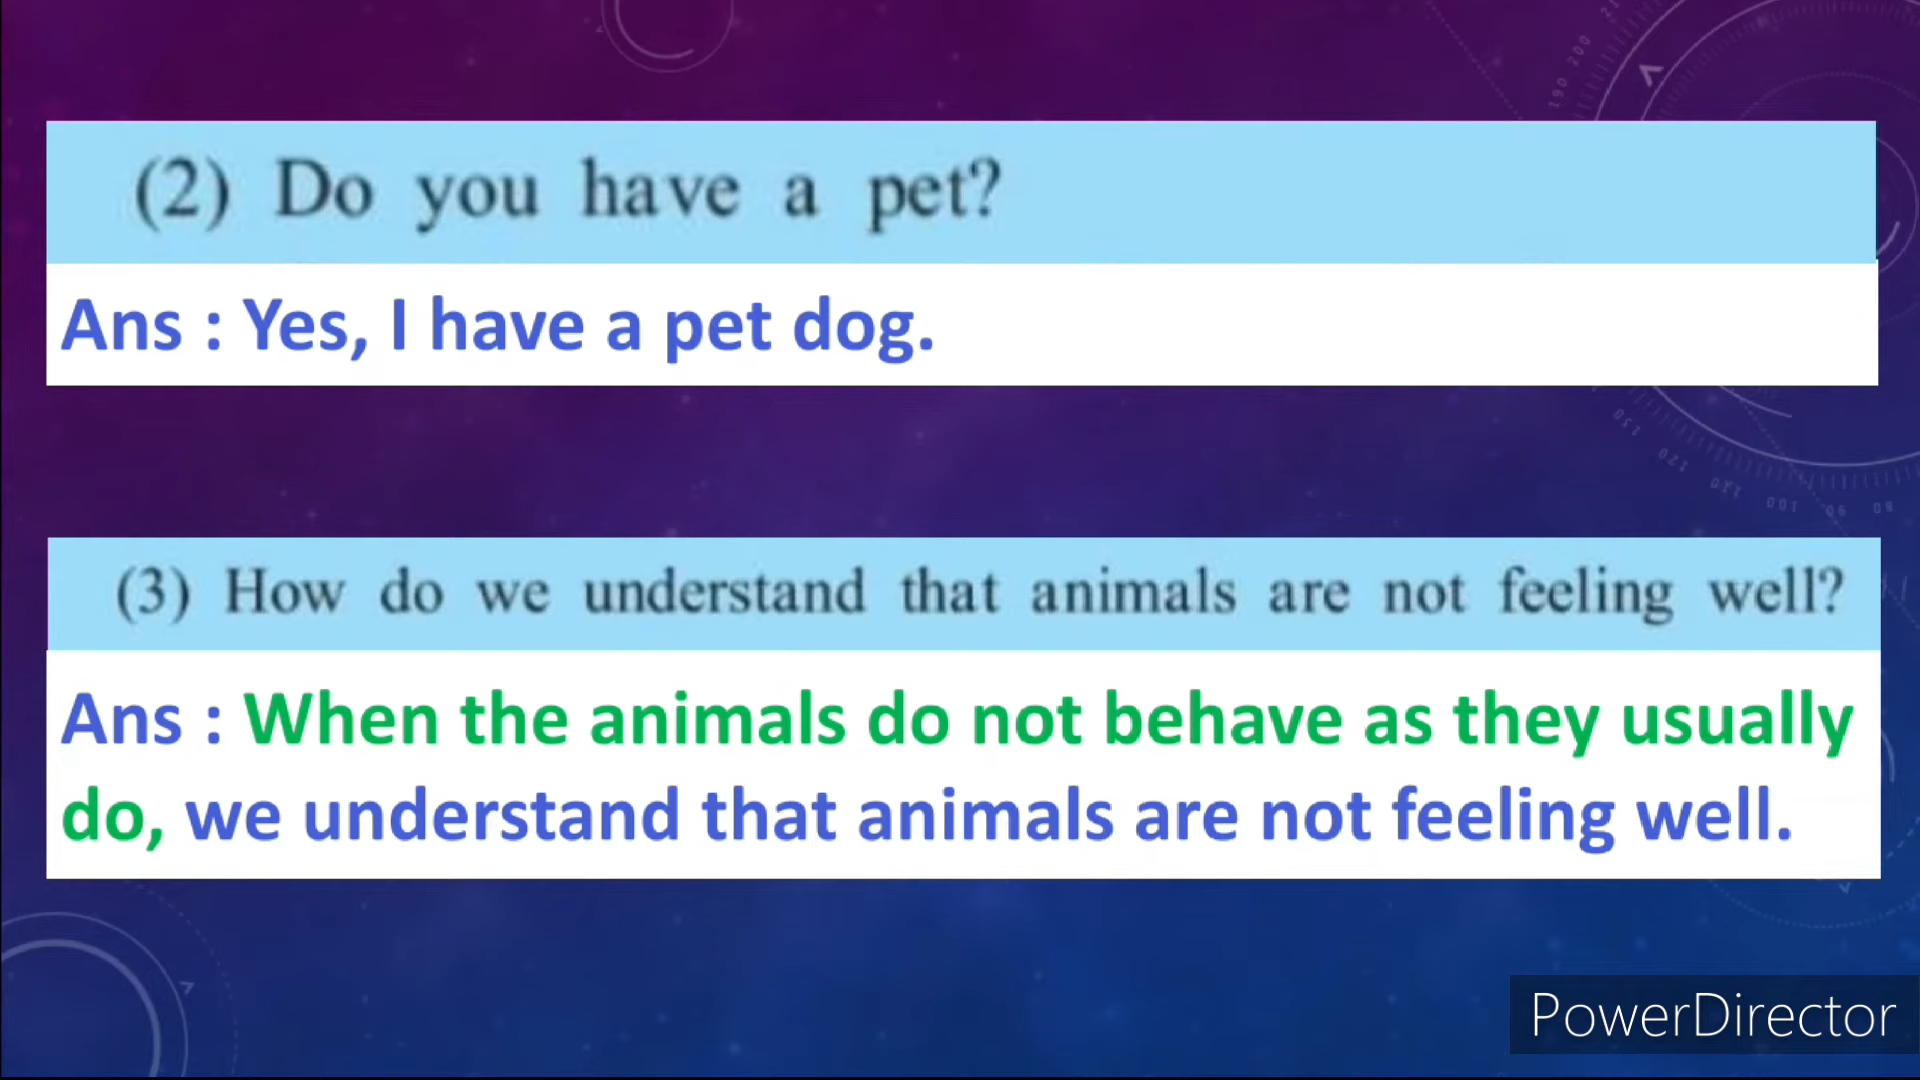 (2) Do you have a pet?
Ans : Yes, I have a pet dog.
(3) How do we understand that animals are not feeling well?
Ans : When the animals do not behave as they usually
do, we understand that animals are not feeling well.
PowerDirector